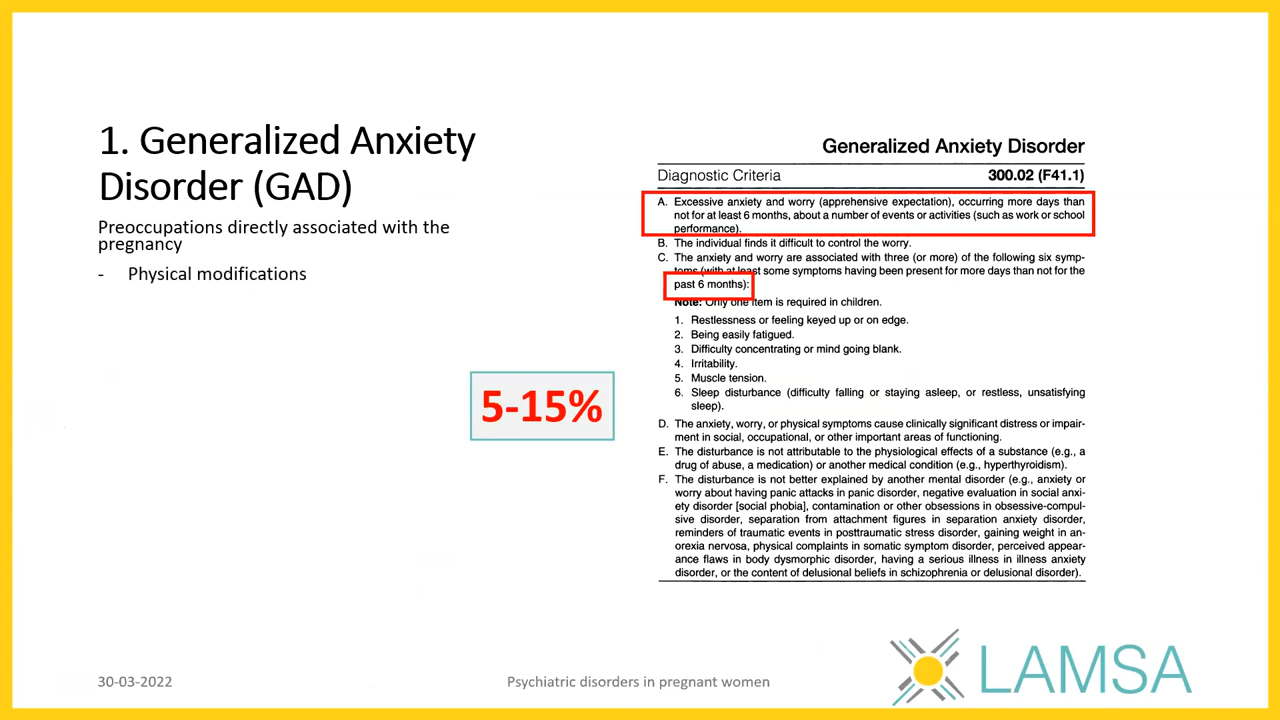 1. Generalized Anxiety
Disorder (GAD)
Preoccupations directly associated with the
pregnancy
- Physical modifications
5-15%
Generalized Anxiety Disorder
Diagnostic Criteria 300.02 (F41.1)
A. Excessive anxiety and worry (apprehensive expectation), occurring more days than
not for at least 6 months, about a number of events or activities (such as work or school
performance).
B. The individual finds it difficult to control the worry.
C. The anxiety and worry are associated with three (or more) of the following six symp-
toms (with at least some symptoms having been present for more days than not for the
past 6 months):
Note: Only one item is required in children.
1. Restlessness or feeling keyed up or on edge.
2. Being easily fatigued.
3. Difficulty concentrating or mind going blank.
4. Irritability.
5. Muscle tension.
6. Sleep disturbance (difficulty falling or staying asleep, or restless, unsatisfying
sleep).
D. The anxiety, worry, or physical symptoms cause clinically significant distress or impair-
ment in social, occupational, or other important areas of functioning.
E. The disturbance is not attributable to the physiological effects of a substance (e.g., a
drug of abuse, a medication) or another medical condition (e.g., hyperthyroidism).
F. The disturbance is not better explained by another mental disorder (e.g., anxiety or
worry about having panic attacks in panic disorder, negative evaluation in social anxi-
ety disorder [social phobia], contamination or other obsessions in obsessive-compul-
sive disorder, separation from attachment figures in separation anxiety disorder,
reminders of traumatic events in posttraumatic stress disorder, gaining weight in an-
orexia nervosa, physical complaints in somatic symptom disorder, perceived appear-
ance flaws in body dysmorphic disorder, having a serious illness in illness anxiety
disorder, or the content of delusional beliefs in schizophrenia or delusional disorder).
30-03-2022
Psychiatric disorders in pregnant women
LAMSA